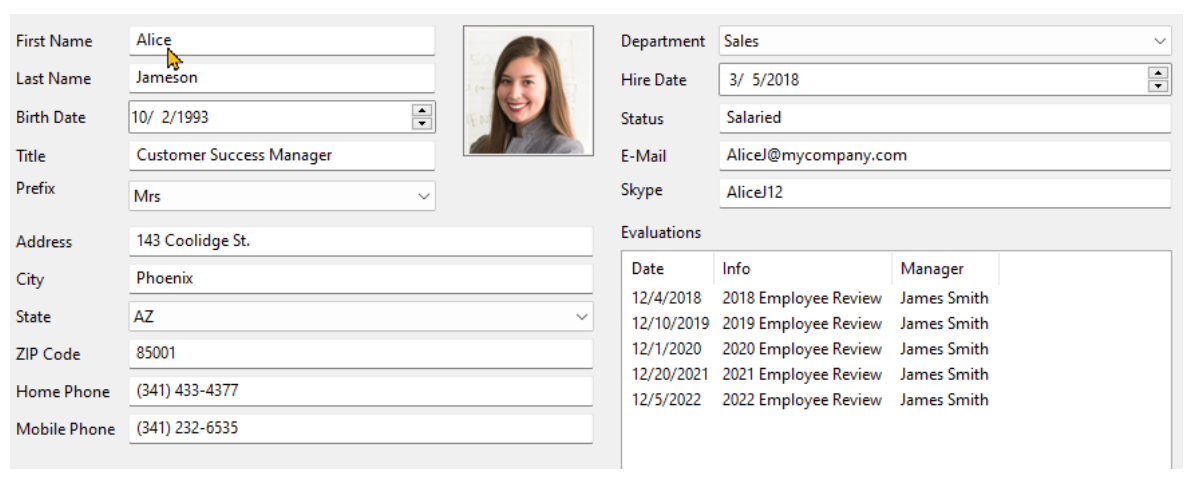 First Name Alice
Last Name Jameson
Birth Date 10/ 2/1993
Title Customer Success Manager
Prefix Mrs
Address 143 Coolidge St.
City Phoenix
State AZ
ZIP Code 85001
Home Phone (341) 433-4377
Mobile Phone (341) 232-6535
Department Sales
Hire Date 3/ 5/2018
Status Salaried
E-Mail AliceJ@mycompany.com
Skype AliceJ12
Evaluations
Date Info Manager
12/4/2018 2018 Employee Review James Smith
12/10/2019 2019 Employee Review James Smith
12/1/2020 2020 Employee Review James Smith
12/20/2021 2021 Employee Review James Smith
12/5/2022 2022 Employee Review James Smith